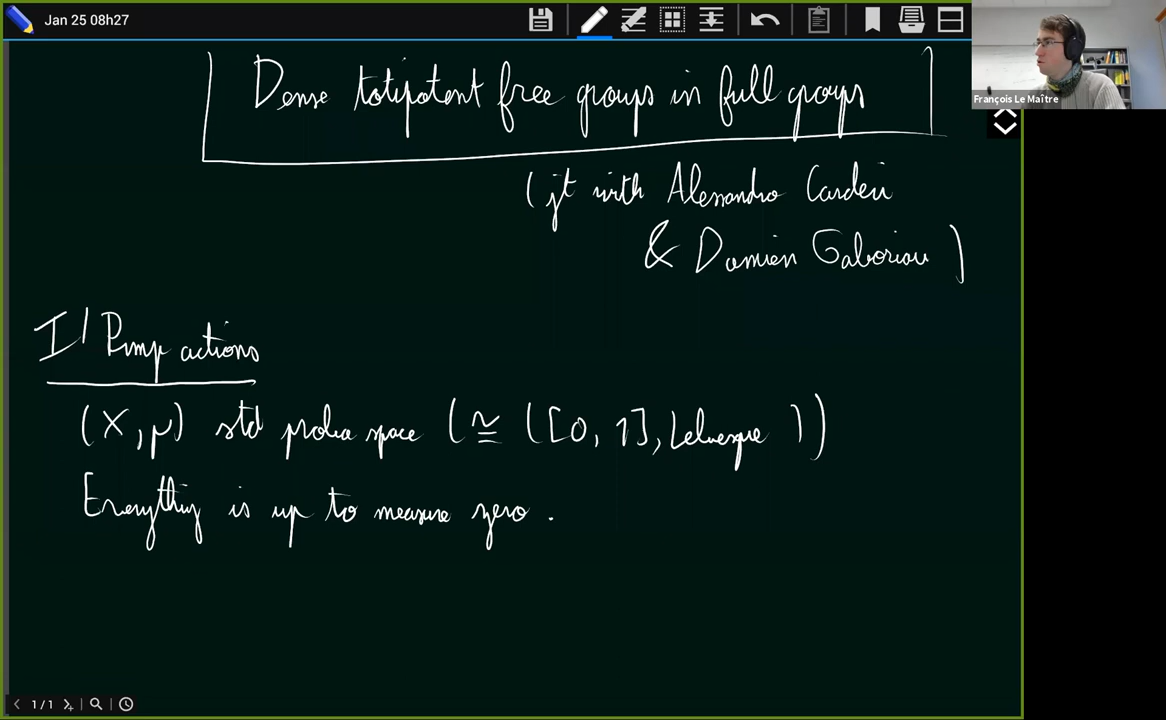 Jan 25 08h27
François Le Maître
Dense totipotent free groups in full groups
(jt with Alessandro Carderi
& Damien Gaboriau)
I/ Pmp actions
(X, μ) std proba space (≅ ([0, 1], Lebesgue))
Everything is up to measure zero.
1/1